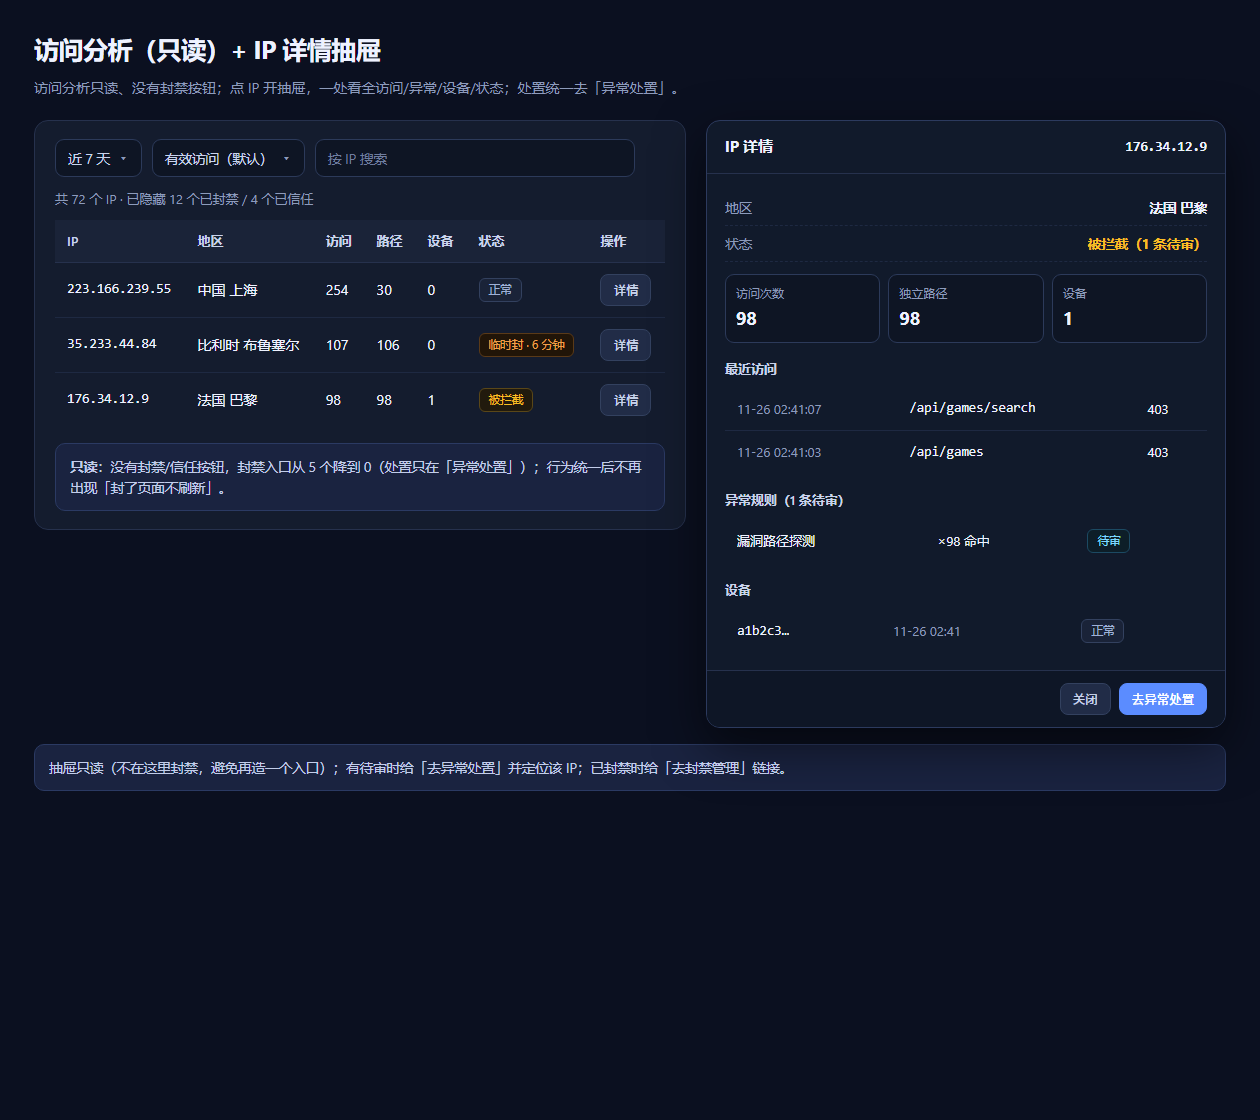 访问分析（只读）+ IP 详情抽屉
访问分析只读、没有封禁按钮；点 IP 开抽屉，一处看全访问/异常/设备/状态；处置统一去「异常处置」。
近 7 天
有效访问（默认）
按 IP 搜索
共 72 个 IP · 已隐藏 12 个已封禁 / 4 个已信任
IP 地区 访问 路径 设备 状态 操作
223.166.239.55 中国 上海 254 30 0 正常 详情
35.233.44.84 比利时 布鲁塞尔 107 106 0 临时封 · 6 分钟 详情
176.34.12.9 法国 巴黎 98 98 1 被拦截 详情
只读：没有封禁/信任按钮，封禁入口从 5 个降到 0（处置只在「异常处置」）；行为统一后不再
出现「封了页面不刷新」。
IP 详情 176.34.12.9
地区 法国 巴黎
状态 被拦截（1 条待审）
访问次数 独立路径 设备
98 98 1
最近访问
11-26 02:41:07 /api/games/search 403
11-26 02:41:03 /api/games 403
异常规则（1 条待审）
漏洞路径探测 ×98 命中 待审
设备
a1b2c3… 11-26 02:41 正常
关闭 去异常处置
抽屉只读（不在这里封禁，避免再造一个入口）；有待审时给「去异常处置」并定位该 IP；已封禁时给「去封禁管理」链接。